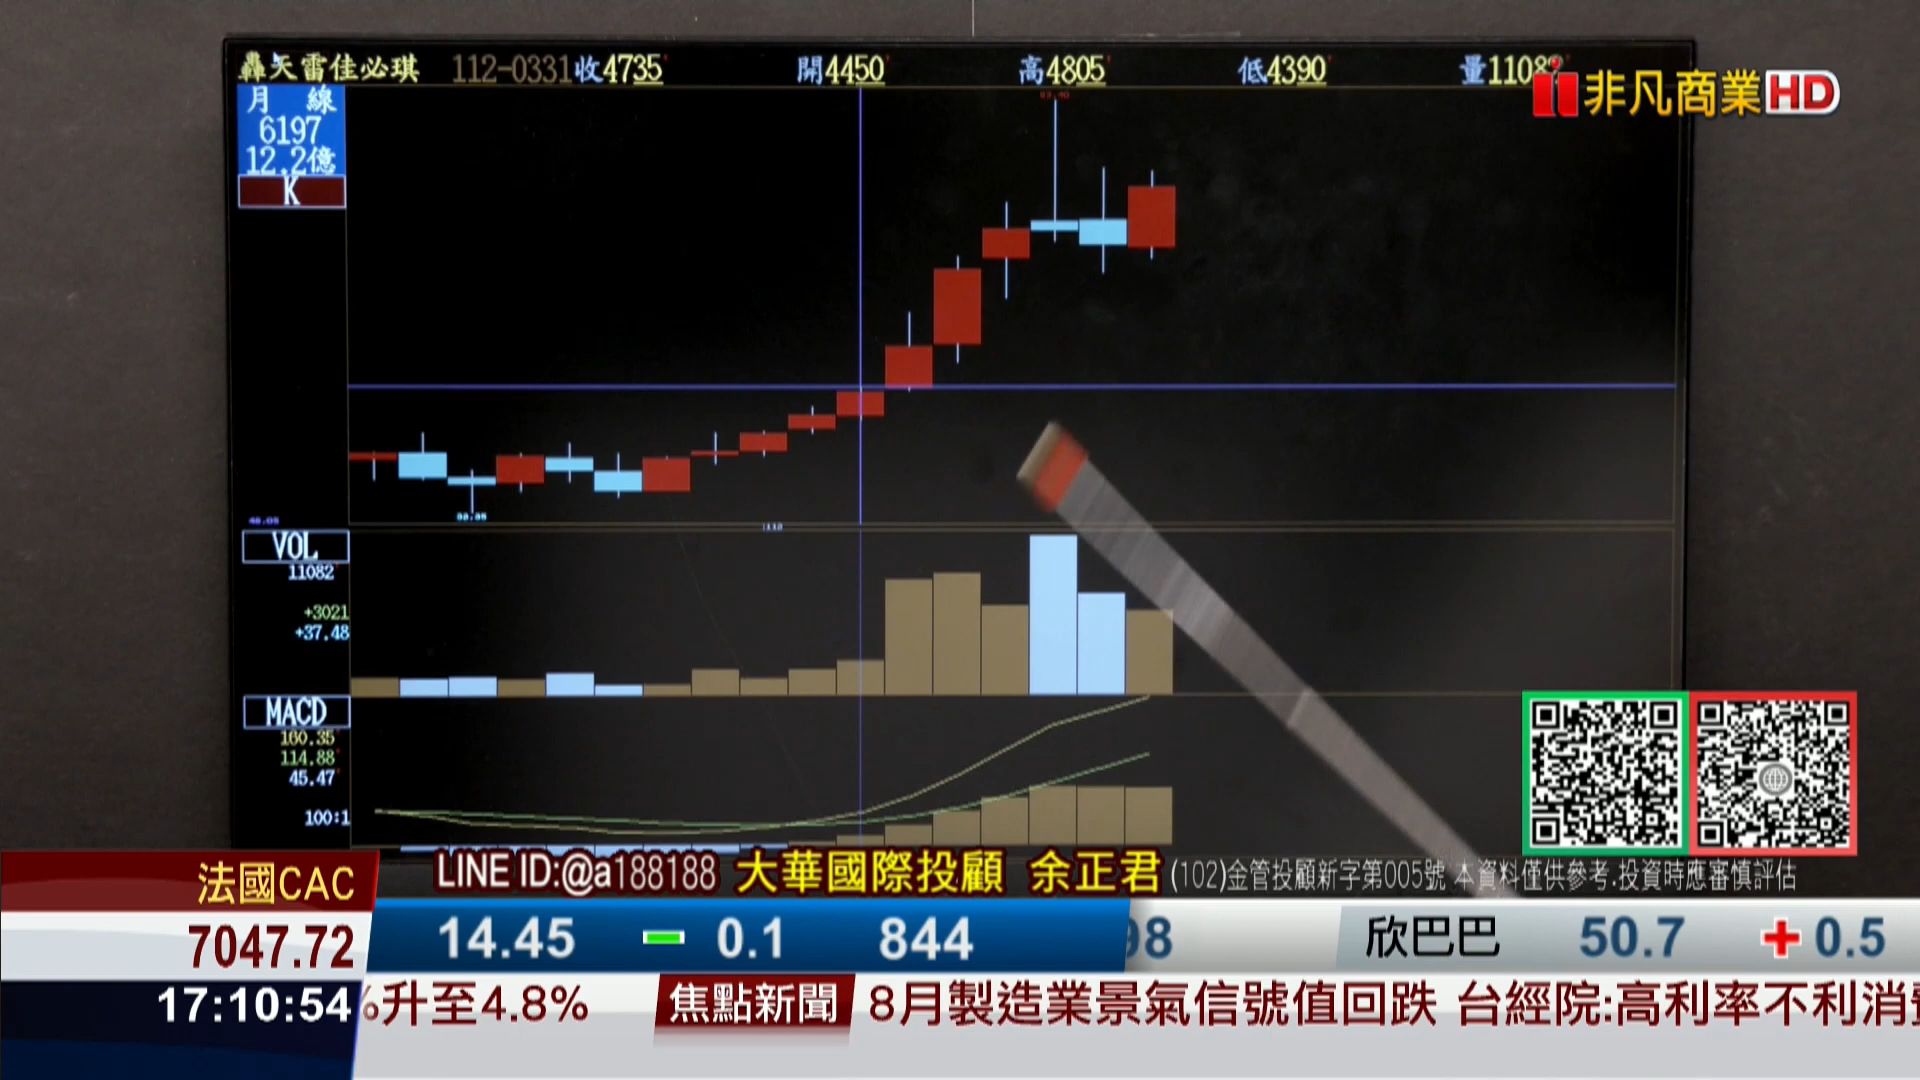 轟天雷佳必琪 112-0331 收4735 開4450 高4805 低4390
非凡商業HD
月 線
6197
12.2億
K
VOL
11082
+3021
+37.48
MACD
160.35
114.88
45.47
100:1
LINE ID:@a188188 大華國際投顧 余正君 (102)金管投顧新字第005號 本資料僅供參考.投資時應審慎評估
法國CAC
7047.72
14.45 0.1 844 98 欣巴巴 50.7 + 0.5
17:10:54
%升至4.8% 焦點新聞 8月製造業景氣信號值回跌 台經院:高利率不利消